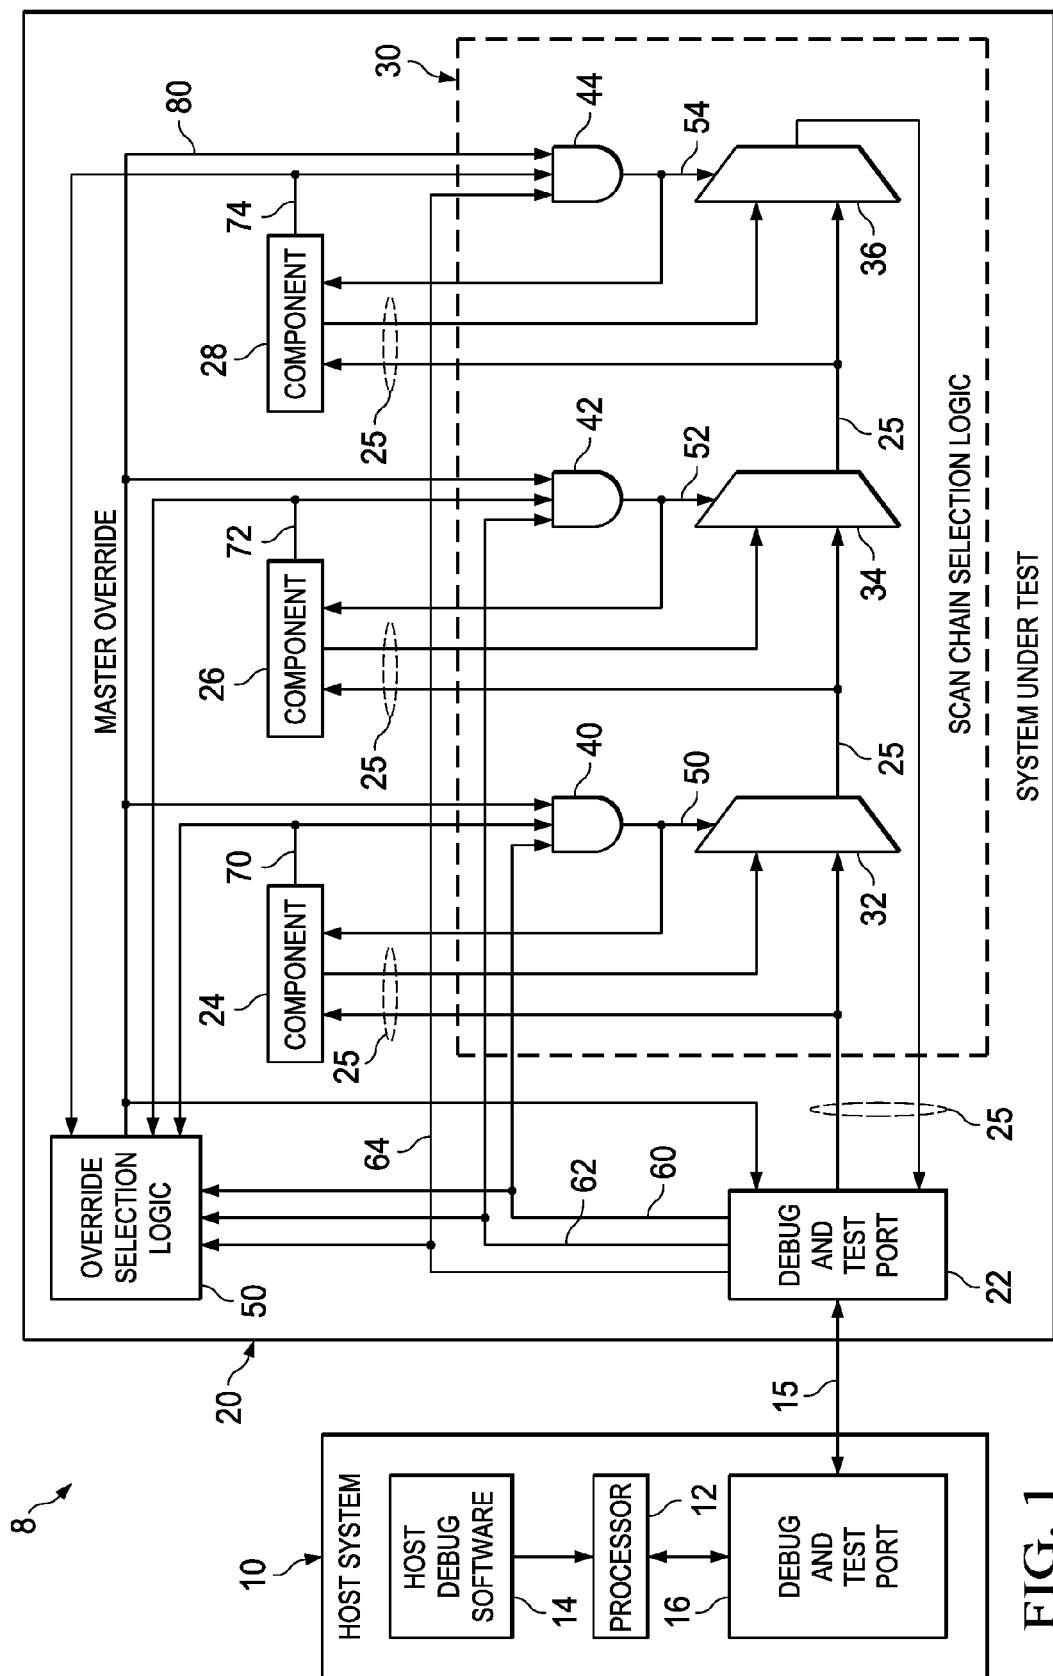 8
10
HOST SYSTEM
HOST
DEBUG
SOFTWARE
14
PROCESSOR
12
16
DEBUG
AND
TEST
PORT
15
20
OVERRIDE
SELECTION
LOGIC
50
MASTER OVERRIDE
80
64
62
60
DEBUG
AND
TEST
PORT
22
25
24
COMPONENT
70
25
26
COMPONENT
72
25
28
COMPONENT
74
25
30
40
50
32
25
42
52
34
25
44
54
36
SCAN CHAIN SELECTION LOGIC
SYSTEM UNDER TEST
FIG. 1